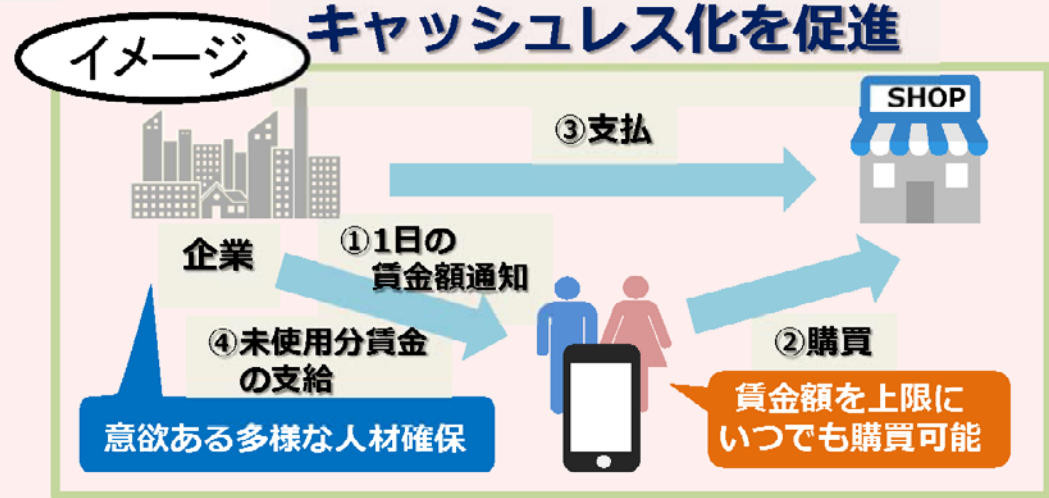 イメージ
キャッシュレス化を促進
SHOP
③支払
企業
①1日の
賃金額通知
④未使用分賃金
の支給
②購買
意欲ある多様な人材確保
賃金額を上限に
いつでも購買可能